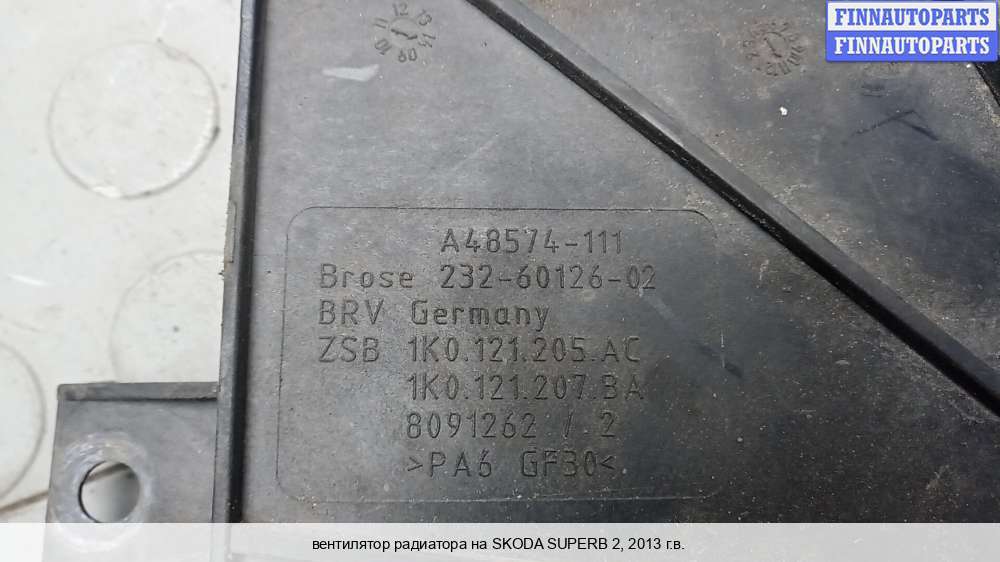 FINNAUTOPARTS
FINNAUTOPARTS
A48574-111
Brose 232-60126-02
BRV Germany
ZSB 1K0.121.205.AC
1K0.121.207.BA
8091262 / 2
>PA6 GF30<
вентилятор радиатора на SKODA SUPERB 2, 2013 г.в.